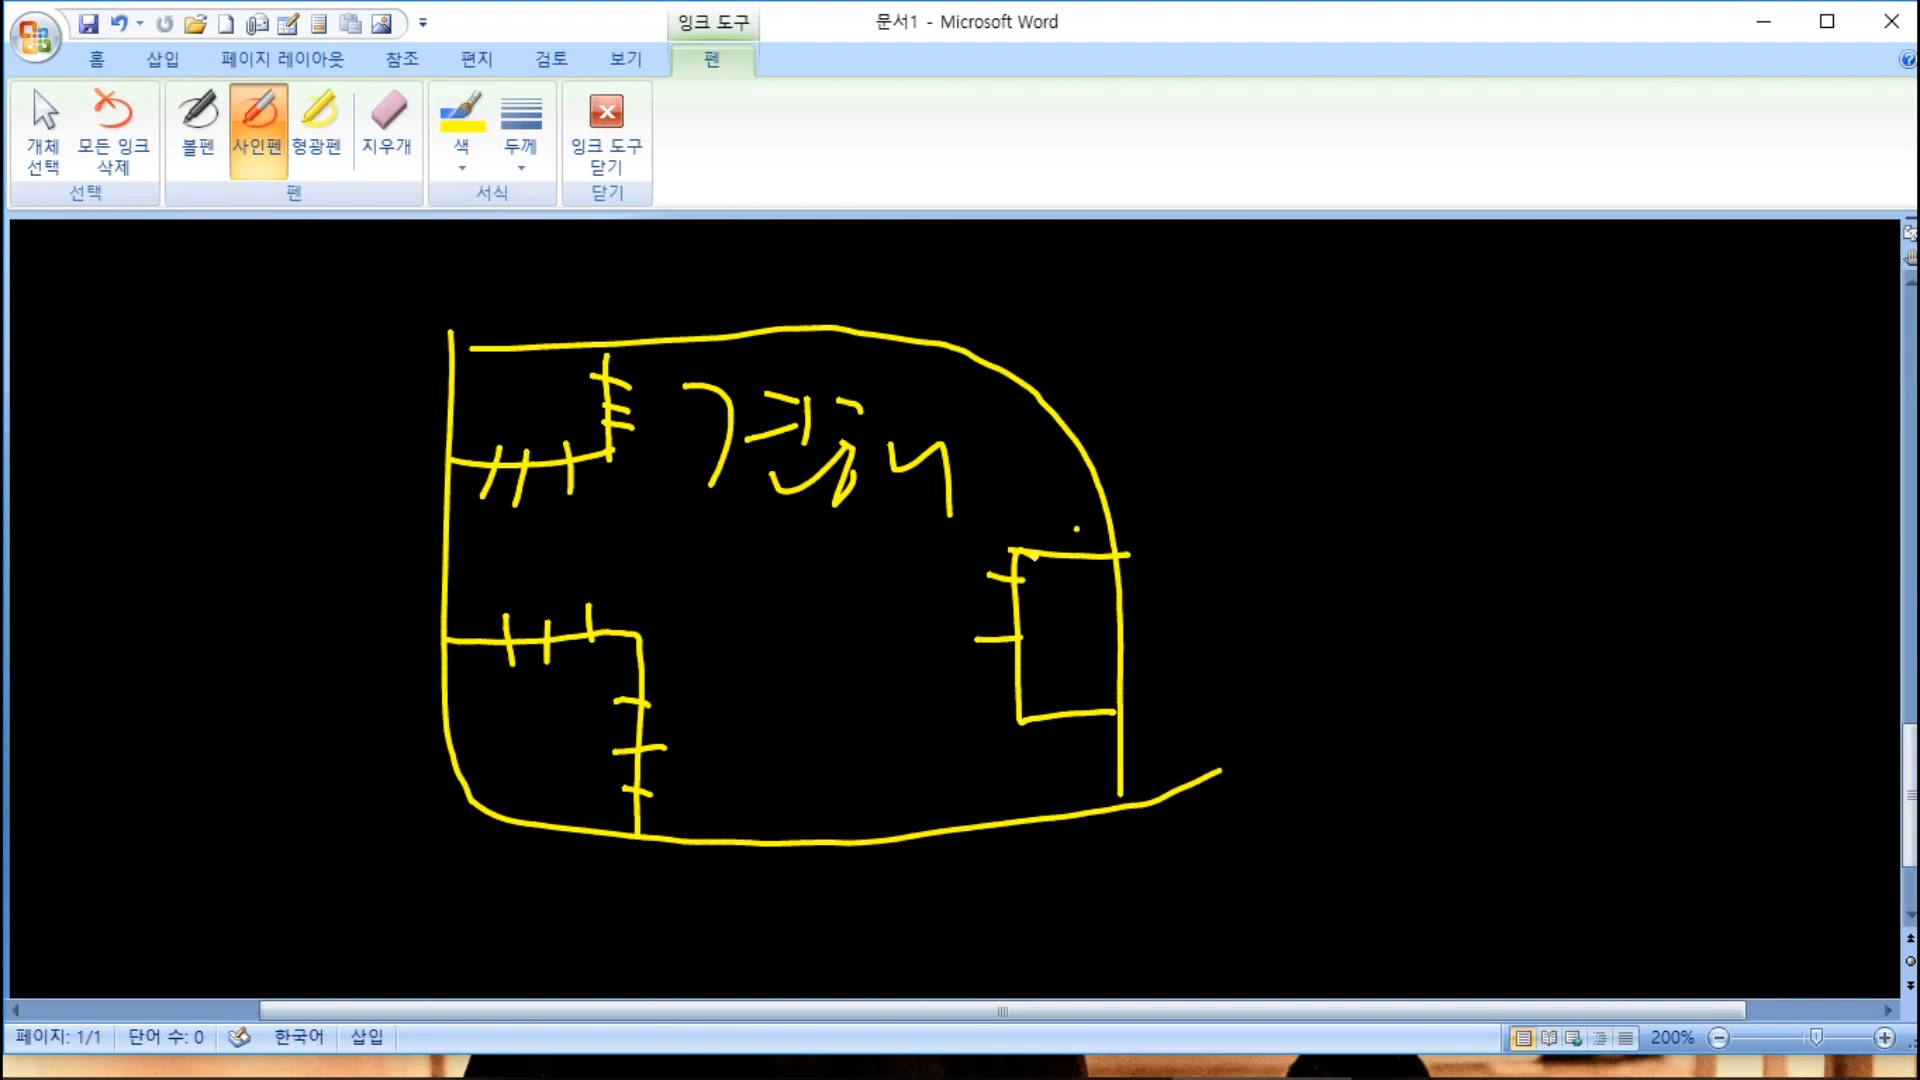 잉크 도구
문서1 - Microsoft Word
홈 삽입 페이지 레이아웃 참조 편지 검토 보기 펜
개체 선택
모든 잉크 삭제
볼펜 사인펜 형광펜 지우개
색 두께
잉크 도구 닫기
선택 펜 서식 닫기
페이지: 1/1 단어 수: 0 한국어 삽입 200%